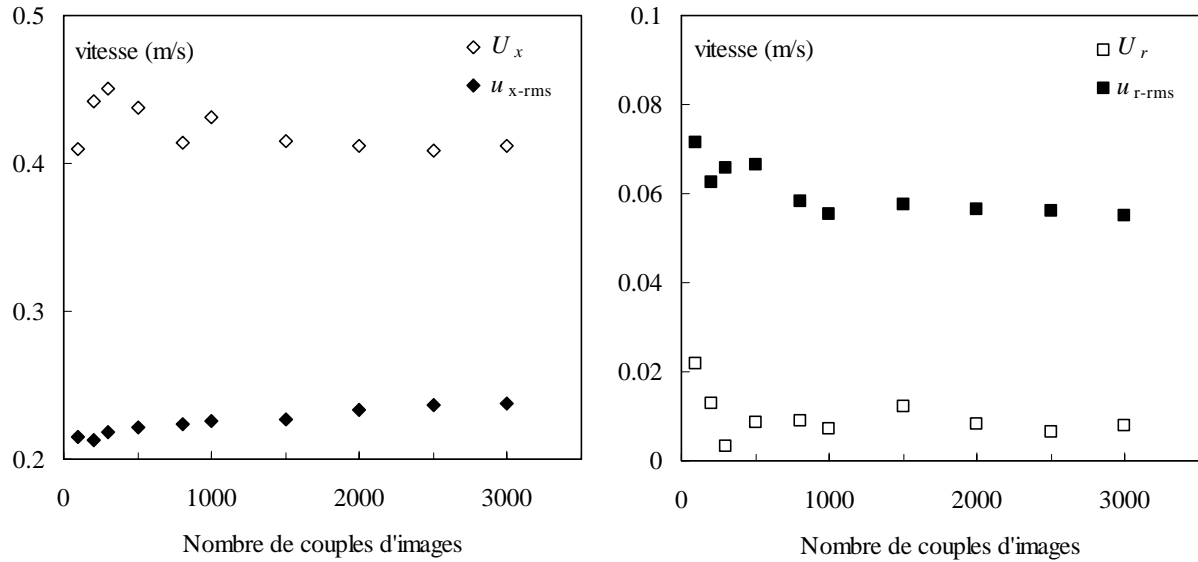 0.5
vitesse (m/s)
U x
u x-rms
0.4
0.3
0.2
0 1000 2000 3000
Nombre de couples d'images
0.1
vitesse (m/s)
U r
u r-rms
0.08
0.06
0.04
0.02
0
0 1000 2000 3000
Nombre de couples d'images